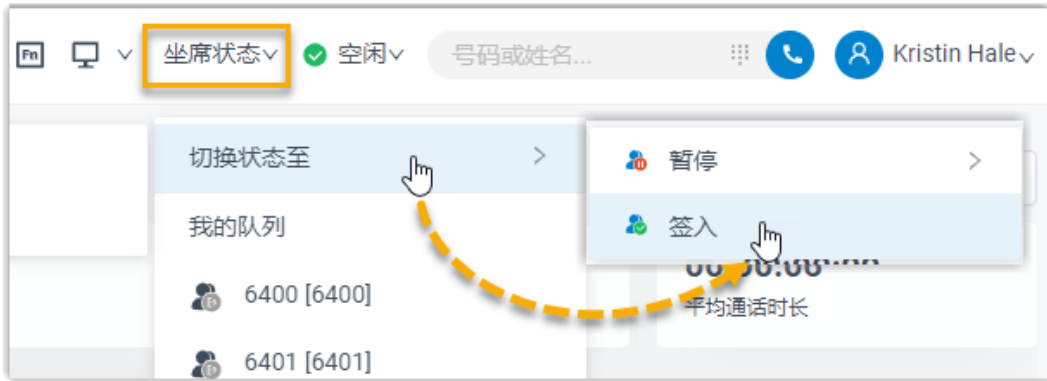 Fn
坐席状态
空闲
号码或姓名...
Kristin Hale
切换状态至
暂停
我的队列
签入
6400 [6400]
平均通话时长
6401 [6401]